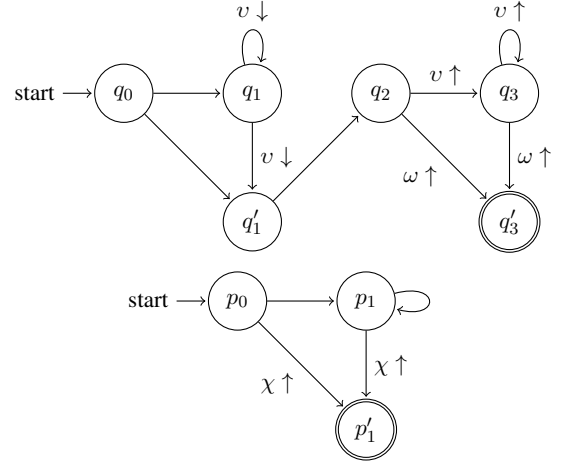 υ ↓
υ ↑
start
q₀
q₁
q₂
υ ↑
q₃
υ ↓
ω ↑
ω ↑
q′₁
q′₃
start
p₀
p₁
χ ↑
χ ↑
p′₁